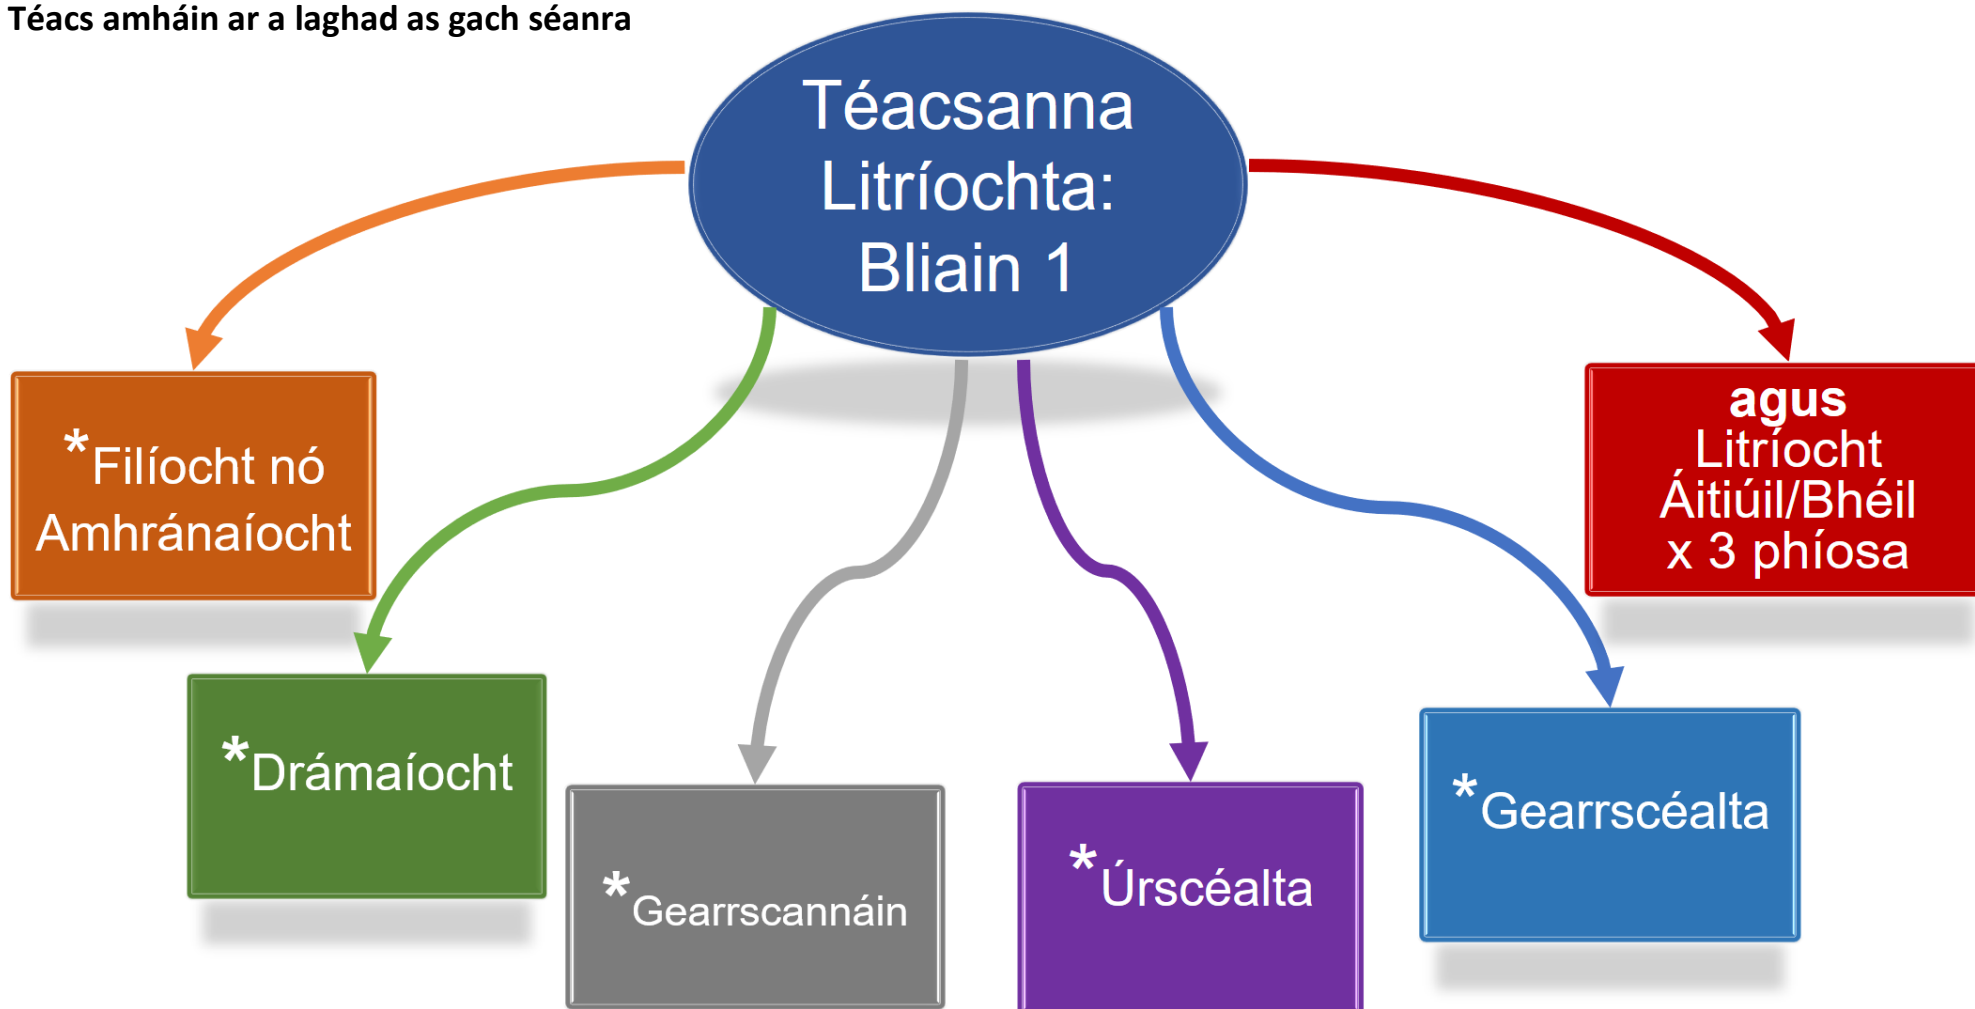 Téacs amháin ar a laghad as gach séanra
Téacsanna
Litríochta:
Bliain 1
*Filíocht nó
Amhránaíocht
*Drámaíocht
*Gearrscannáin
*Úrscéalta
*Gearrscéalta
agus
Litríocht
Áitiúil/Bhéil
x 3 phíosa